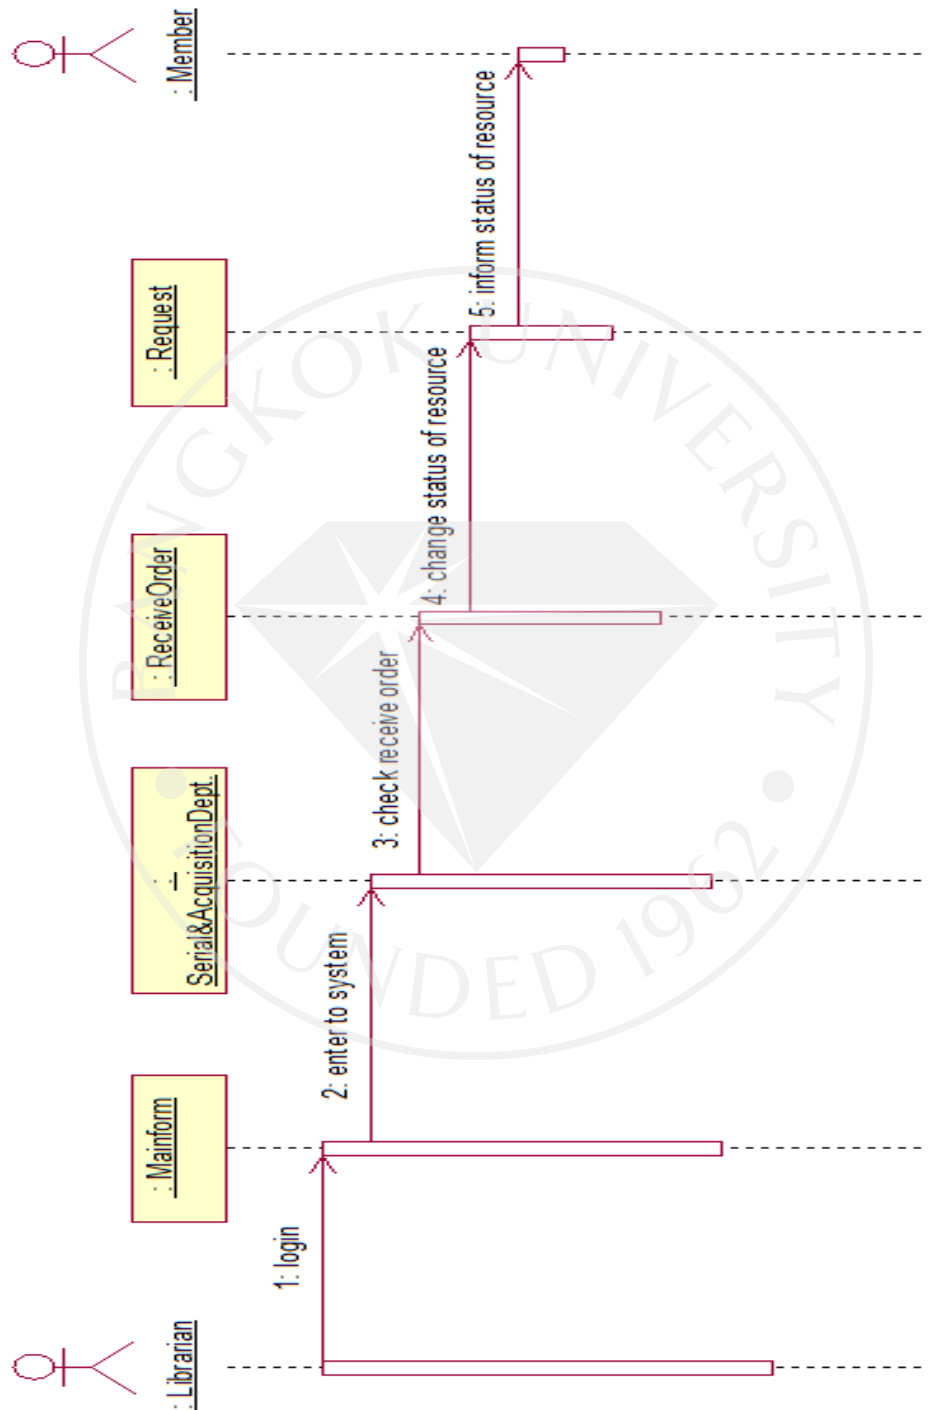 : Librarian
: Mainform
:
Serial&AcquisitionDept.
: ReceiveOrder
: Request
: Member
1: login
2: enter to system
3: check receive order
4: change status of resource
5: inform status of resource
BANGKOK UNIVERSITY
FOUNDED 1962